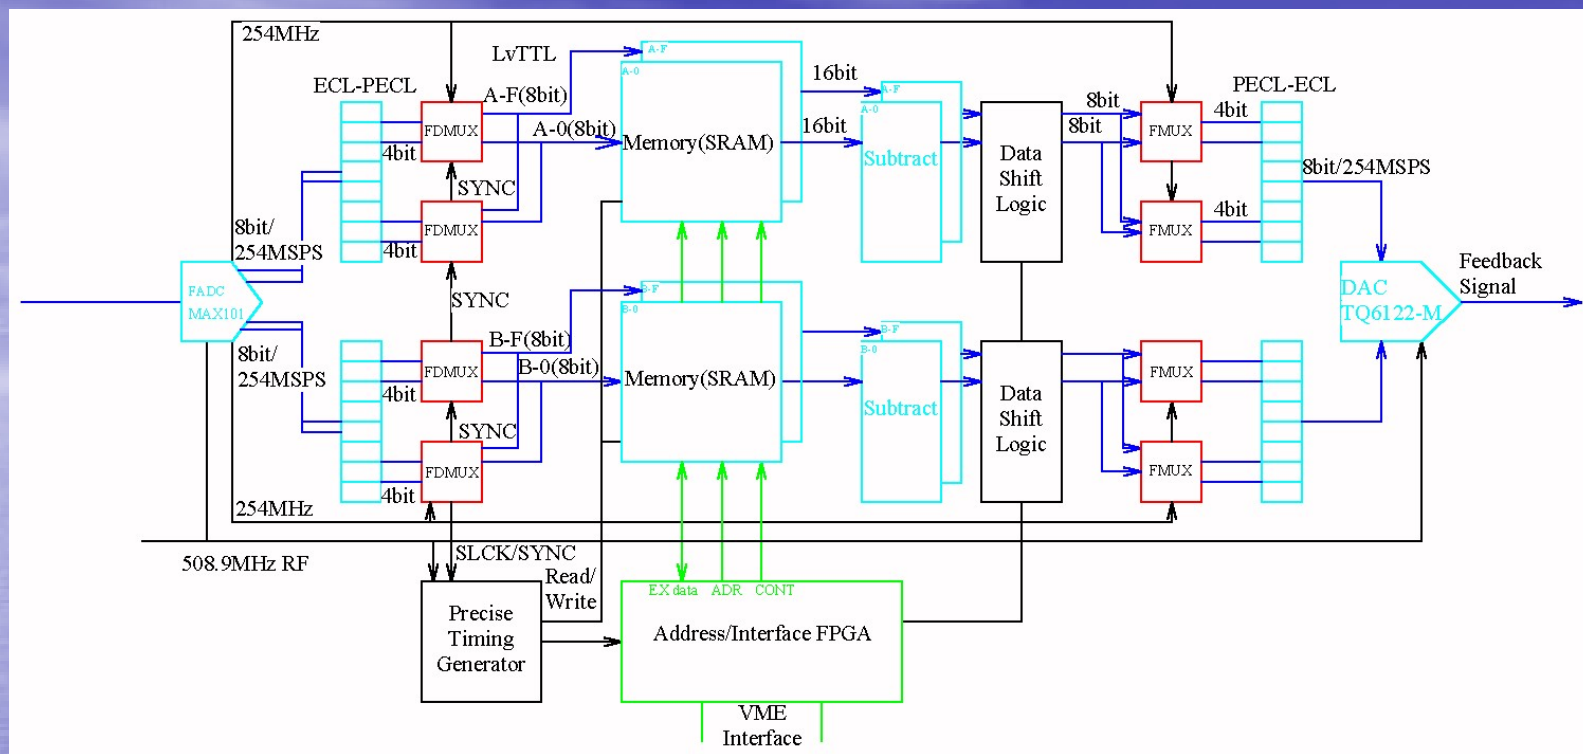 254MHz
LvTTL
A-F
A-0
16bit
ECL-PECL
A-F(8bit)
A-F
A-0
8bit
PECL-ECL
FDMUX
A-0(8bit)
Memory(SRAM)
16bit
Subtract
Data
Shift
Logic
8bit
FMUX
4bit
4bit
SYNC
8bit/254MSPS
8bit/
254MSPS
4bit
FDMUX
FMUX
4bit
FADC
MAX101
SYNC
B-F
B-0
DAC
TQ6122-M
Feedback
Signal
8bit/
254MSPS
B-F(8bit)
B-F
B-0
FDMUX
B-0(8bit)
Memory(SRAM)
Subtract
Data
Shift
Logic
FMUX
4bit
SYNC
FDMUX
FMUX
4bit
254MHz
508.9MHz RF
SLCK/SYNC
Read/
Write
EX data
ADR
CONT
Precise
Timing
Generator
Address/Interface FPGA
VME
Interface